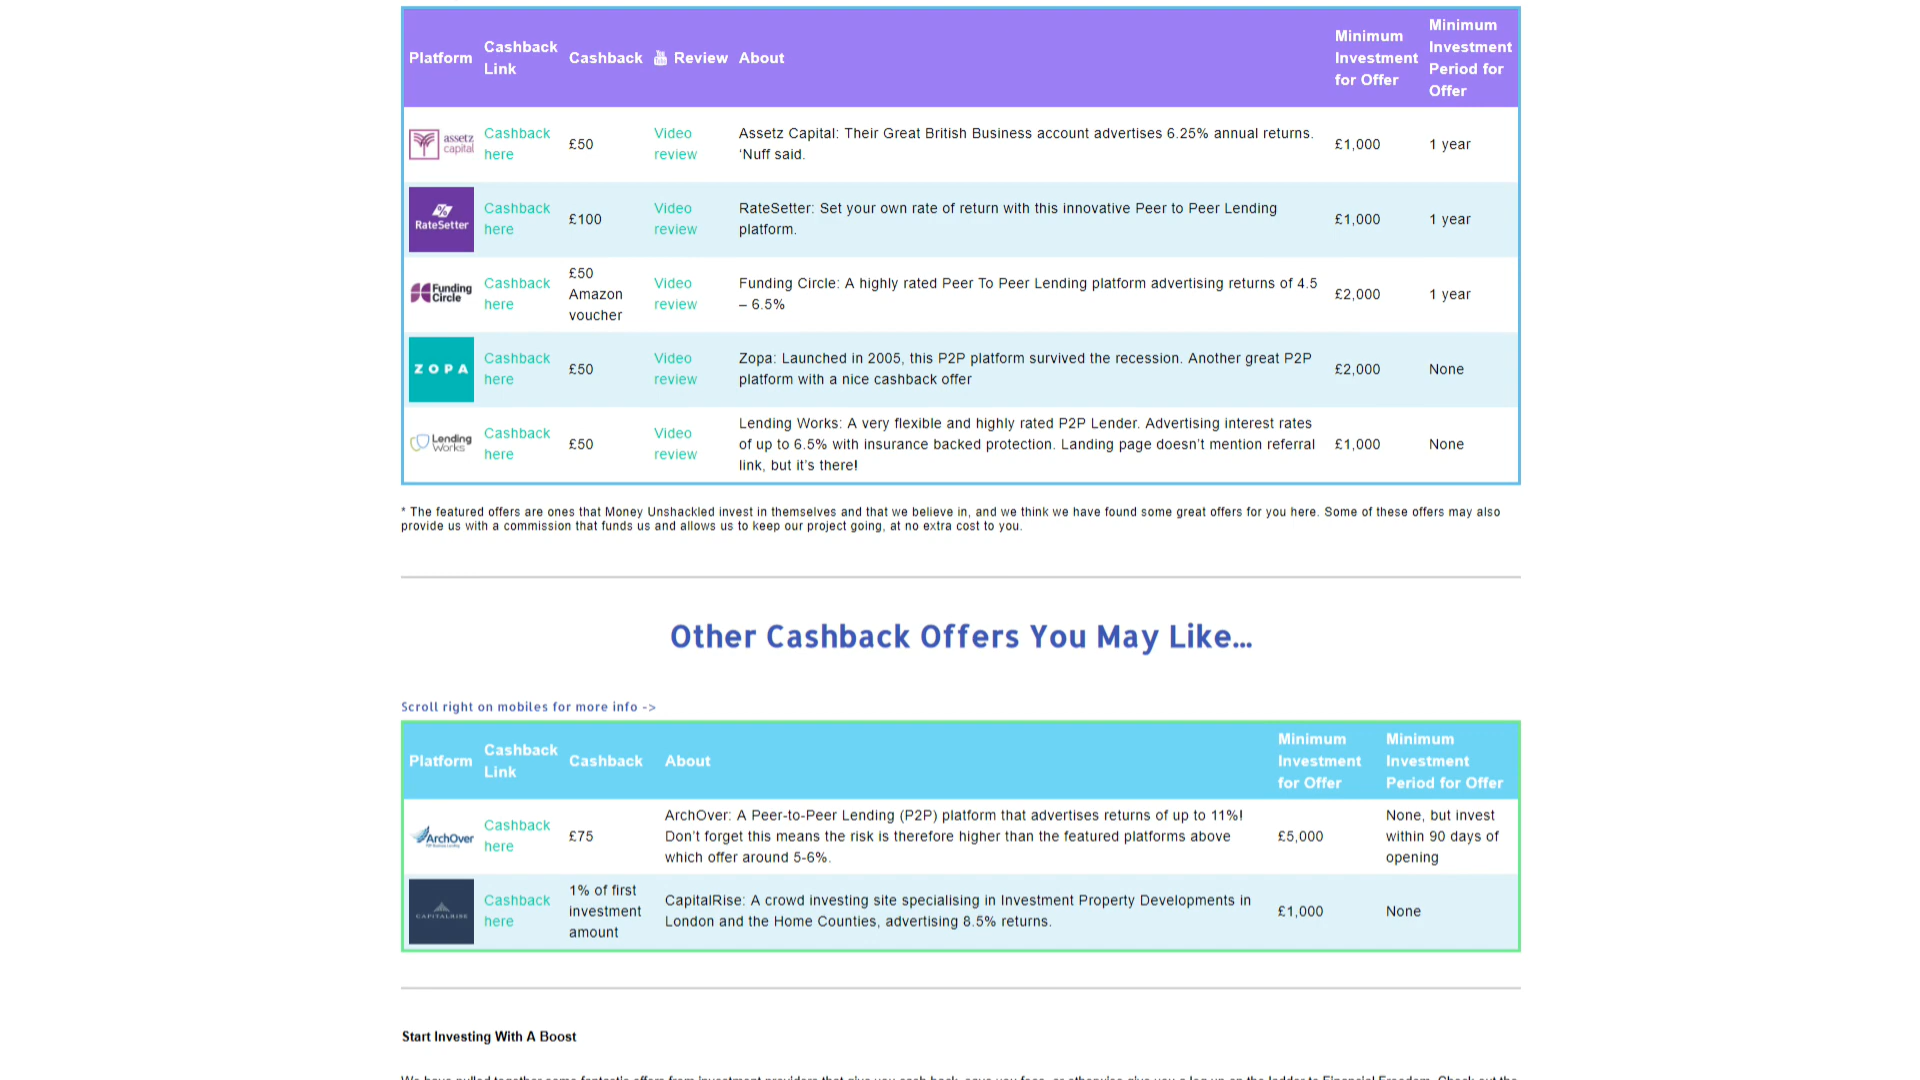 Platform
Cashback Link
Cashback
You Tube Review
About
Minimum Investment for Offer
Minimum Investment Period for Offer
assetz capital
Cashback here
£50
Video review
Assetz Capital: Their Great British Business account advertises 6.25% annual returns.
‘Nuff said.
£1,000
1 year
RateSetter
Cashback here
£100
Video review
RateSetter: Set your own rate of return with this innovative Peer to Peer Lending
platform.
£1,000
1 year
Funding Circle
Cashback here
£50 Amazon voucher
Video review
Funding Circle: A highly rated Peer To Peer Lending platform advertising returns of 4.5
– 6.5%
£2,000
1 year
ZOPA
Cashback here
£50
Video review
Zopa: Launched in 2005, this P2P platform survived the recession. Another great P2P
platform with a nice cashback offer
£2,000
None
Lending Works
Cashback here
£50
Video review
Lending Works: A very flexible and highly rated P2P Lender. Advertising interest rates
of up to 6.5% with insurance backed protection. Landing page doesn’t mention referral
link, but it’s there!
£1,000
None
* The featured offers are ones that Money Unshackled invest in themselves and that we believe in, and we think we have found some great offers for you here. Some of these offers may also
provide us with a commission that funds us and allows us to keep our project going, at no extra cost to you.
Other Cashback Offers You May Like...
Scroll right on mobiles for more info ->
Platform
Cashback Link
Cashback
About
Minimum Investment for Offer
Minimum Investment Period for Offer
ArchOver
Cashback here
£75
ArchOver: A Peer-to-Peer Lending (P2P) platform that advertises returns of up to 11%!
Don’t forget this means the risk is therefore higher than the featured platforms above
which offer around 5-6%.
£5,000
None, but invest within 90 days of opening
CAPITALRISE
Cashback here
1% of first investment amount
CapitalRise: A crowd investing site specialising in Investment Property Developments in
London and the Home Counties, advertising 8.5% returns.
£1,000
None
Start Investing With A Boost